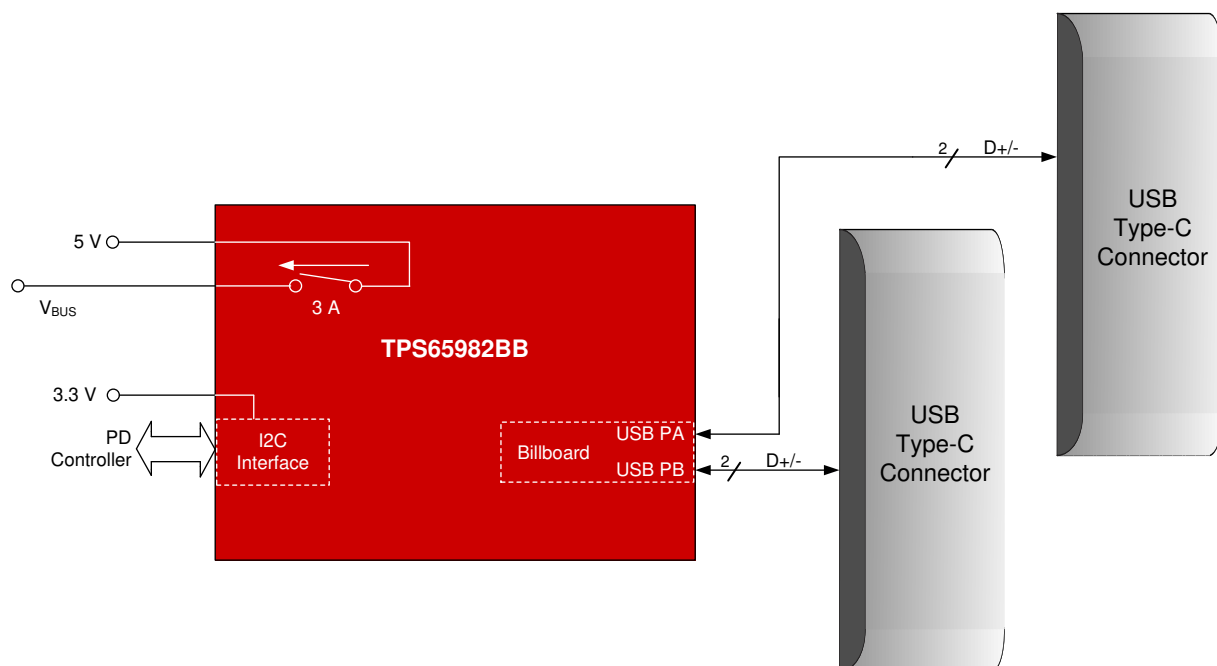 2
D+/-
USB
Type-C
Connector
5 V
VBUS
3 A
TPS65982BB
3.3 V
PD
Controller
I2C
Interface
Billboard
USB PA
USB PB
2
D+/-
USB
Type-C
Connector